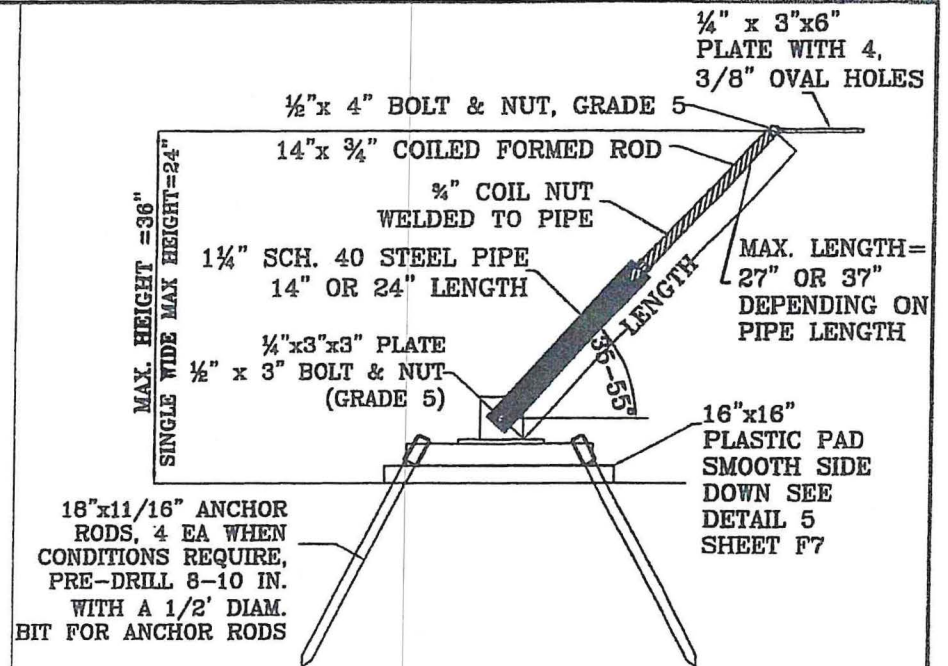 ¼" x 3"x6"
PLATE WITH 4,
3/8" OVAL HOLES
½"x 4" BOLT & NUT, GRADE 5
14"x ¾" COILED FORMED ROD
¾" COIL NUT
WELDED TO PIPE
1¼" SCH. 40 STEEL PIPE
14" OR 24" LENGTH
¼"x3"x3" PLATE
½" x 3" BOLT & NUT
(GRADE 5)
MAX. HEIGHT =36"
SINGLE WIDE MAX HEIGHT=24"
LENGTH
MAX. LENGTH=
27" OR 37"
DEPENDING ON
PIPE LENGTH
35-55°
16"x16"
PLASTIC PAD
SMOOTH SIDE
DOWN SEE
DETAIL 5
SHEET F7
18"x11/16" ANCHOR
RODS, 4 EA WHEN
CONDITIONS REQUIRE,
PRE-DRILL 8-10 IN.
WITH A 1/2' DIAM.
BIT FOR ANCHOR RODS